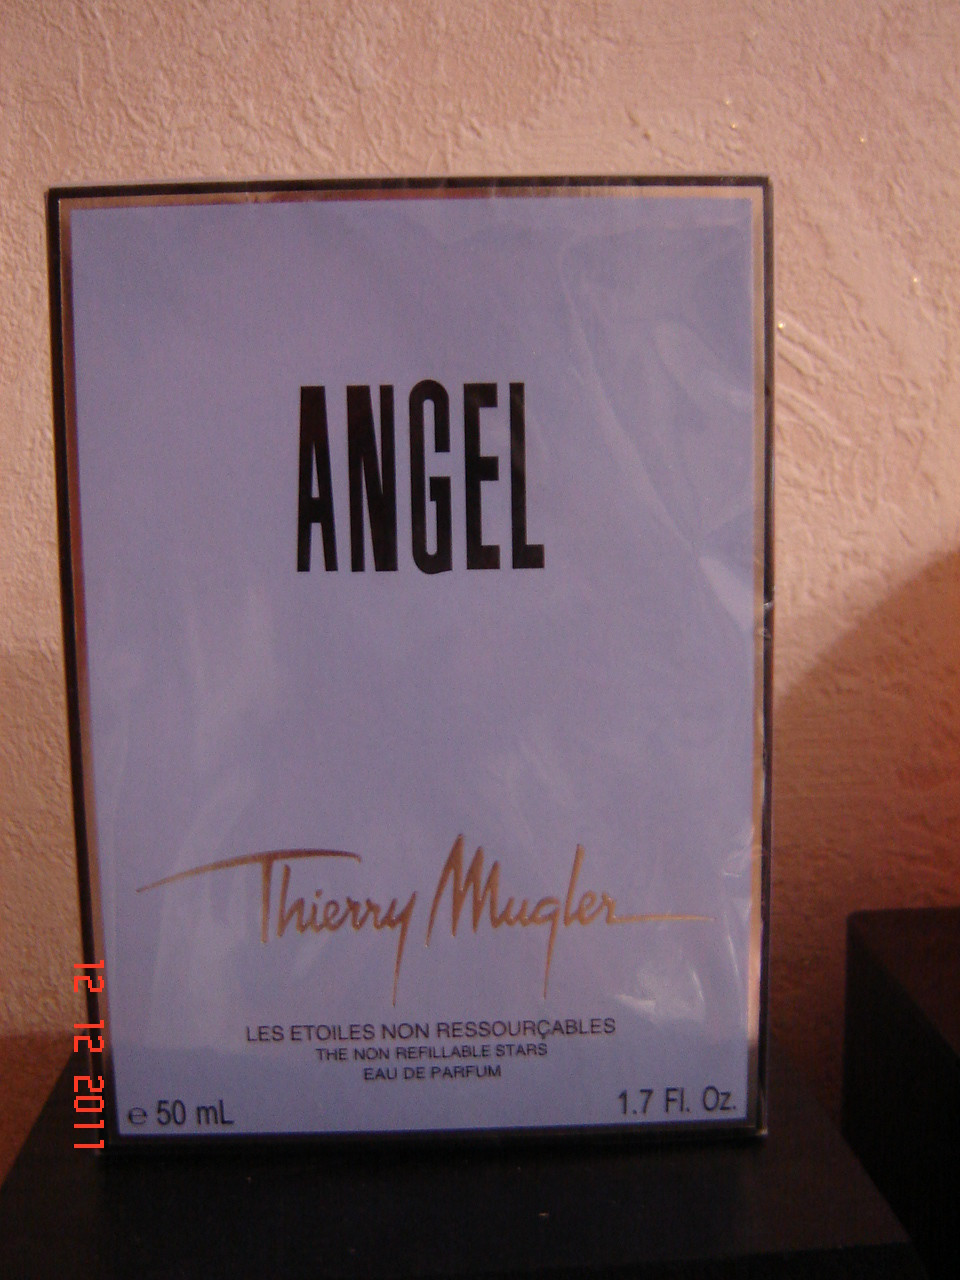 ANGEL
Thierry Mugler
LES ETOILES NON RESSOURÇABLES
THE NON REFILLABLE STARS
EAU DE PARFUM
℮ 50 mL
1.7 Fl. Oz.
12 12 2011